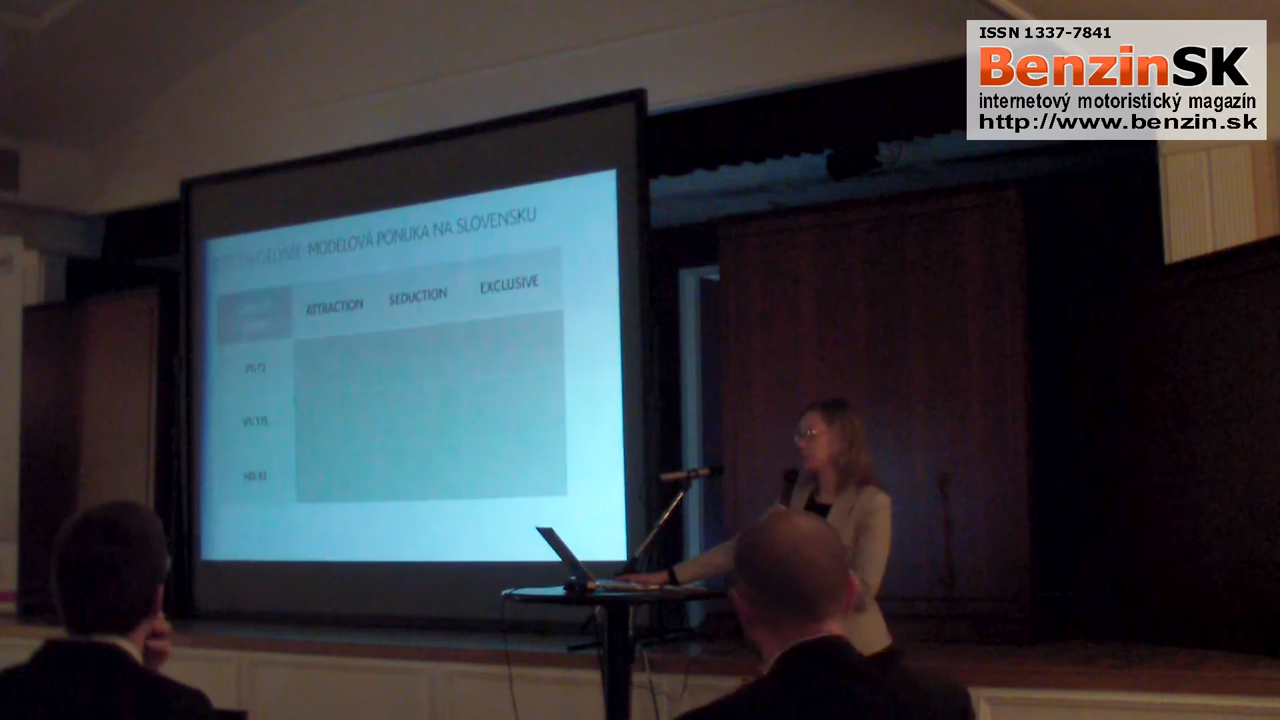 ISSN 1337-7841
BenzinSK
internetový motoristický magazín
http://www.benzin.sk
MODELOVÁ PONUKA NA SLOVENSKU
ATTRACTION SEDUCTION EXCLUSIVE